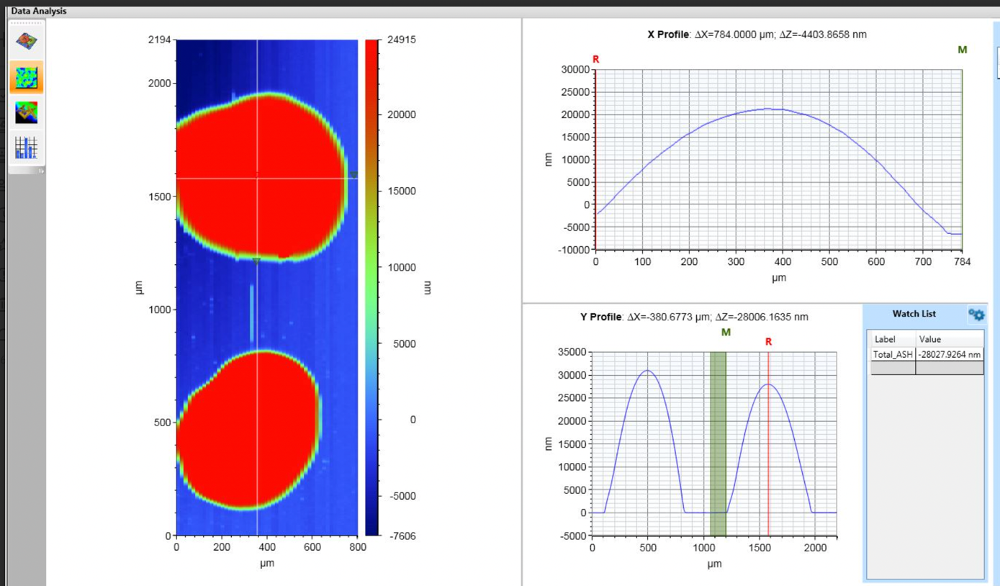 Data Analysis
2194
2000
1500
1000
500
0
µm
0 200 400 600 800
µm
24915
20000
15000
10000
5000
0
-5000
-7606
nm
X Profile: ΔX=784.0000 µm; ΔZ=-4403.8658 nm
R
M
30000
25000
20000
15000
10000
5000
0
-5000
-10000
nm
0 100 200 300 400 500 600 700 784
µm
Y Profile: ΔX=-380.6773 µm; ΔZ=-28006.1635 nm
M
R
35000
30000
25000
20000
15000
10000
5000
0
-5000
nm
0 500 1000 1500 2000
µm
Watch List
Label Value
Total_ASH -28027.9264 nm